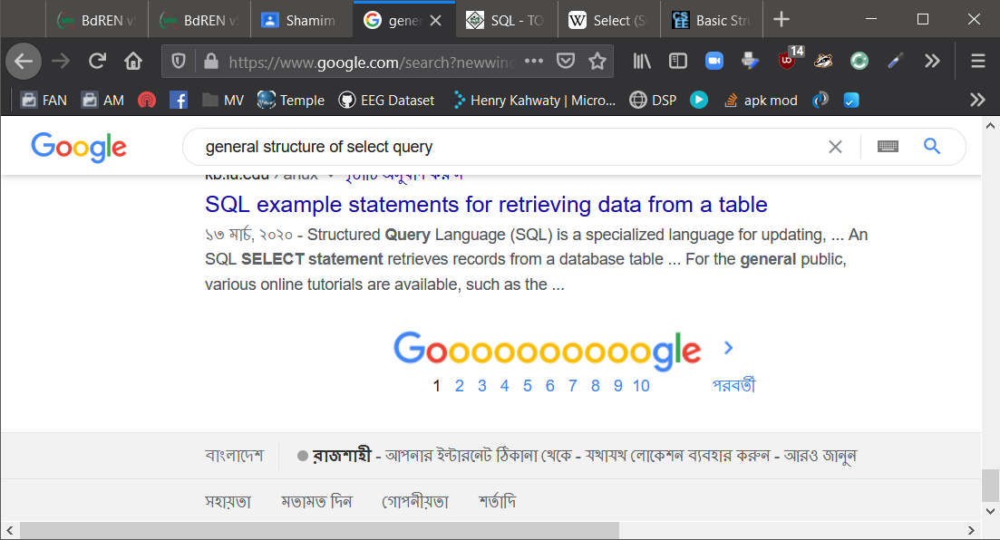 BdREN vS
BdREN vS
Shamim
gener
SQL - TO
Select (S
Basic Stru
https://www.google.com/search?newwind
14
FAN
AM
MV
Temple
EEG Dataset
Henry Kahwaty | Micro...
DSP
apk mod
Google
general structure of select query
kb.iu.edu
SQL example statements for retrieving data from a table
১৩ মার্চ, ২০২০ - Structured Query Language (SQL) is a specialized language for updating, ... An
SQL SELECT statement retrieves records from a database table ... For the general public,
various online tutorials are available, such as the ...
Goooooooooogle
1 2 3 4 5 6 7 8 9 10 পরবর্তী
বাংলাদেশ
রাজশাহী - আপনার ইন্টারনেট ঠিকানা থেকে - যথাযথ লোকেশন ব্যবহার করুন - আরও জানুন
সহায়তা মতামত দিন গোপনীয়তা শর্তাদি